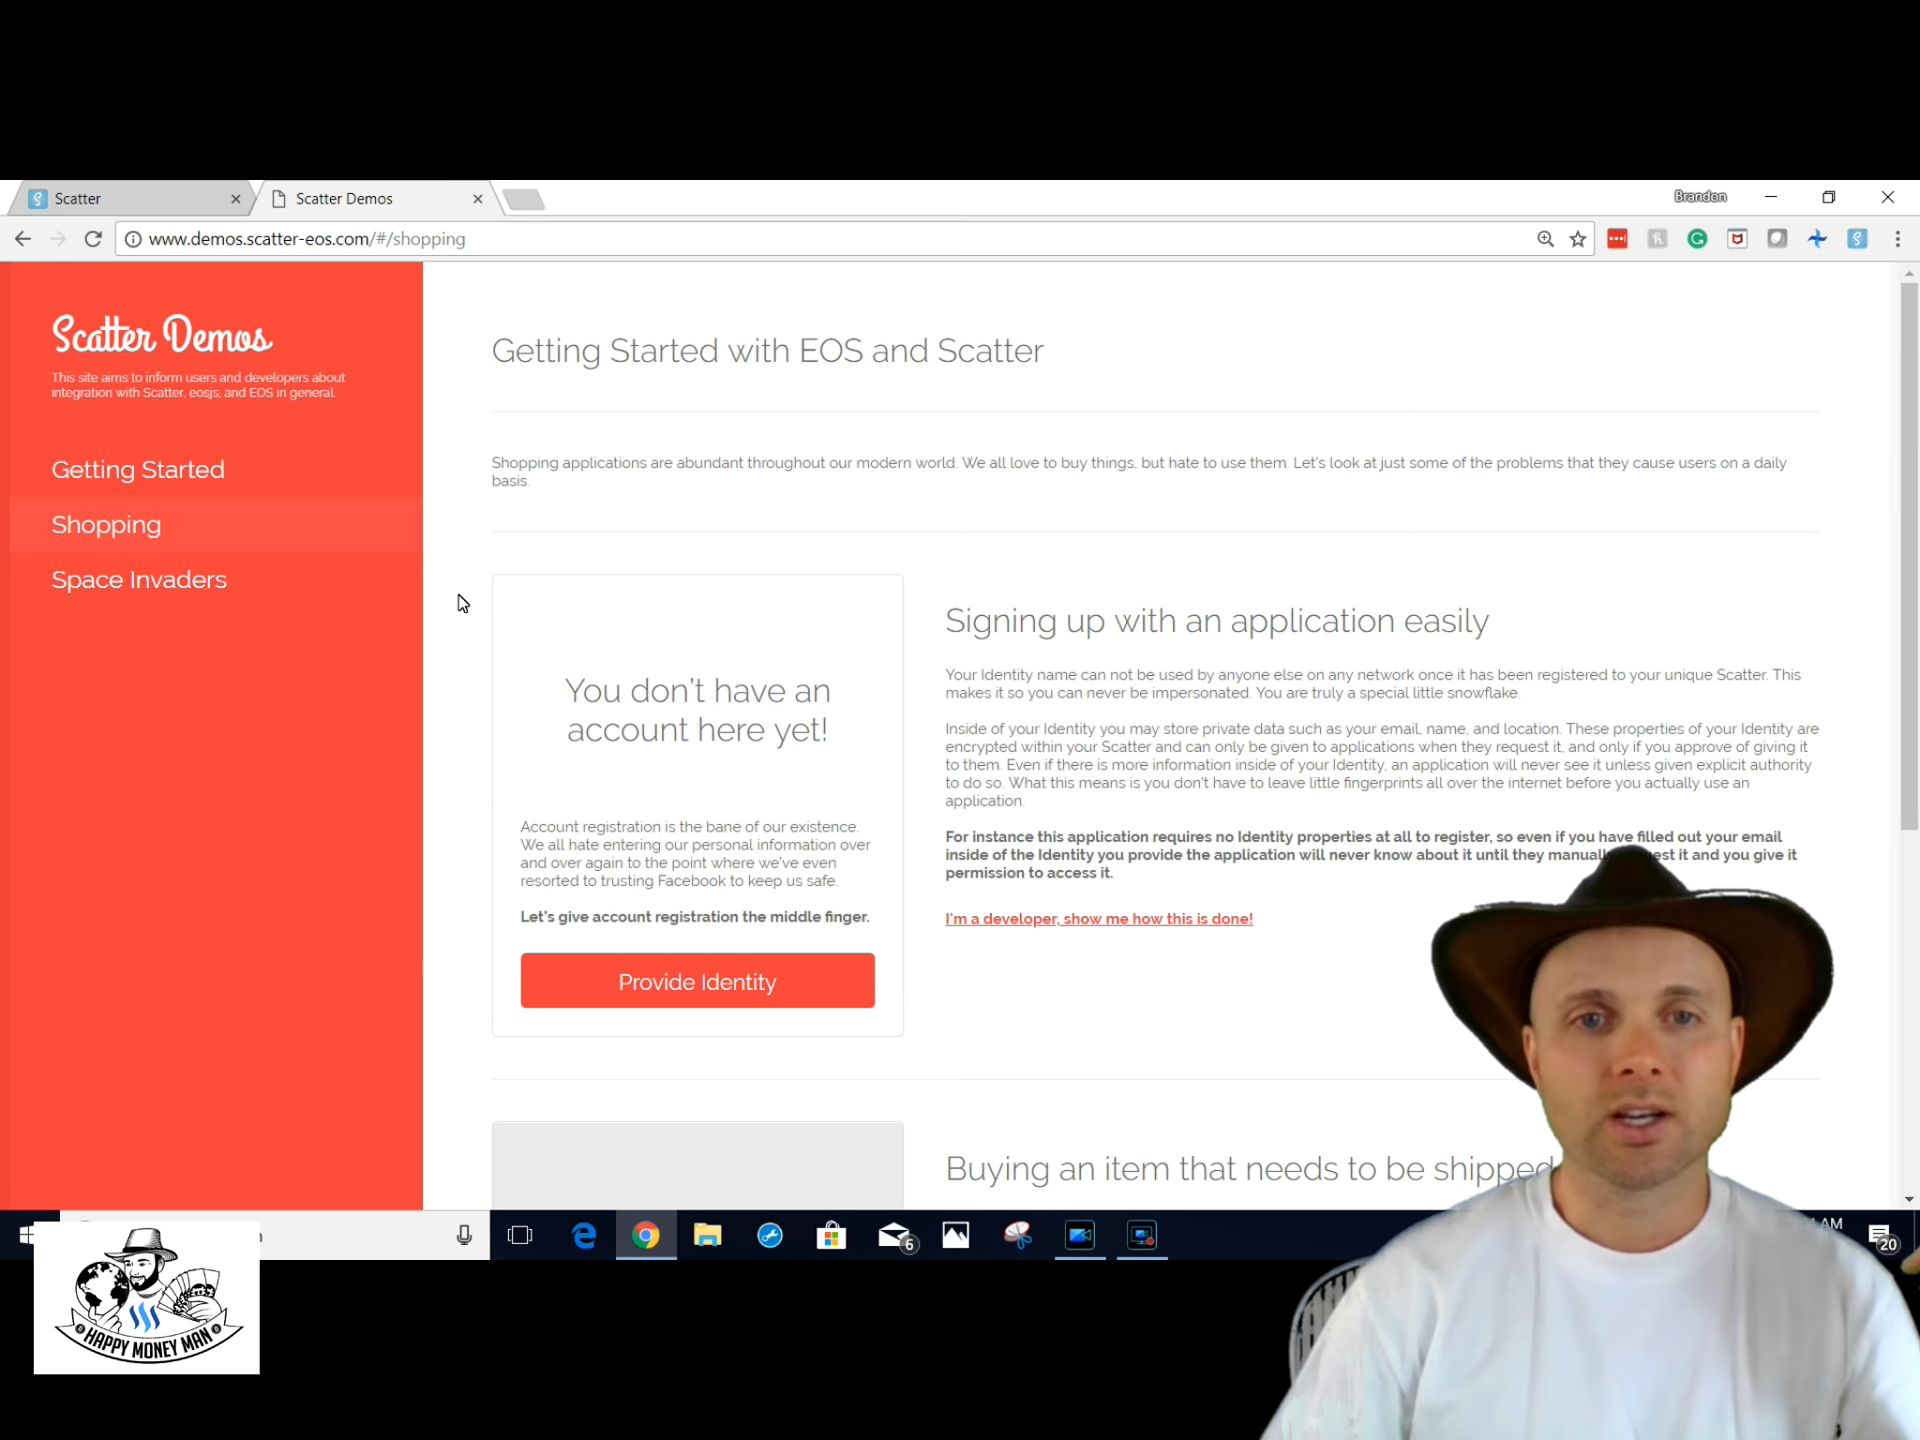 Scatter
Scatter Demos
Brandon
www.demos.scatter-eos.com/#/shopping
Scatter Demos
This site aims to inform users and developers about
integration with Scatter, eosjs, and EOS in general.
Getting Started
Shopping
Space Invaders
Getting Started with EOS and Scatter
Shopping applications are abundant throughout our modern world. We all love to buy things, but hate to use them. Let's look at just some of the problems that they cause users on a daily
basis.
You don't have an
account here yet!
Account registration is the bane of our existence.
We all hate entering our personal information over
and over again to the point where we've even
resorted to trusting Facebook to keep us safe.
Let's give account registration the middle finger.
Provide Identity
Signing up with an application easily
Your Identity name can not be used by anyone else on any network once it has been registered to your unique Scatter. This
makes it so you can never be impersonated. You are truly a special little snowflake.
Inside of your Identity you may store private data such as your email, name, and location. These properties of your Identity are
encrypted within your Scatter and can only be given to applications when they request it, and only if you approve of giving it
to them. Even if there is more information inside of your Identity, an application will never see it unless given explicit authority
to do so. What this means is you don't have to leave little fingerprints all over the internet before you actually use an
application.
For instance this application requires no Identity properties at all to register, so even if you have filled out your email
inside of the Identity you provide the application will never know about it until they it and you give it
permission to access it.
I'm a developer, show me how this is done!
Buying an item that needs to be shipped
6
AM
20
HAPPY MONEY MAN